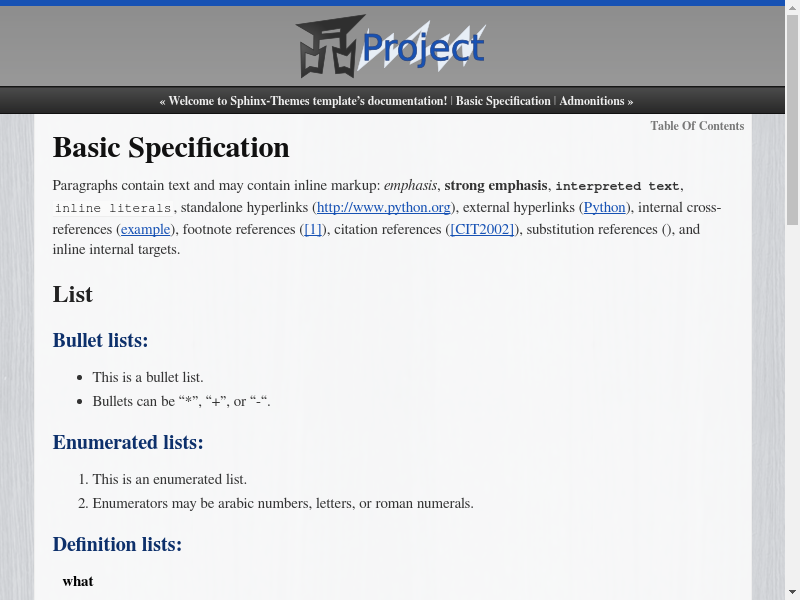 Project
« Welcome to Sphinx-Themes template's documentation! | Basic Specification | Admonitions »
Table Of Contents
Basic Specification
Paragraphs contain text and may contain inline markup: emphasis, strong emphasis, interpreted text,
inline literals, standalone hyperlinks (http://www.python.org), external hyperlinks (Python), internal cross-
references (example), footnote references ([1]), citation references ([CIT2002]), substitution references (), and
inline internal targets.
List
Bullet lists:
• This is a bullet list.
• Bullets can be “*”, “+”, or “-“.
Enumerated lists:
1. This is an enumerated list.
2. Enumerators may be arabic numbers, letters, or roman numerals.
Definition lists:
what